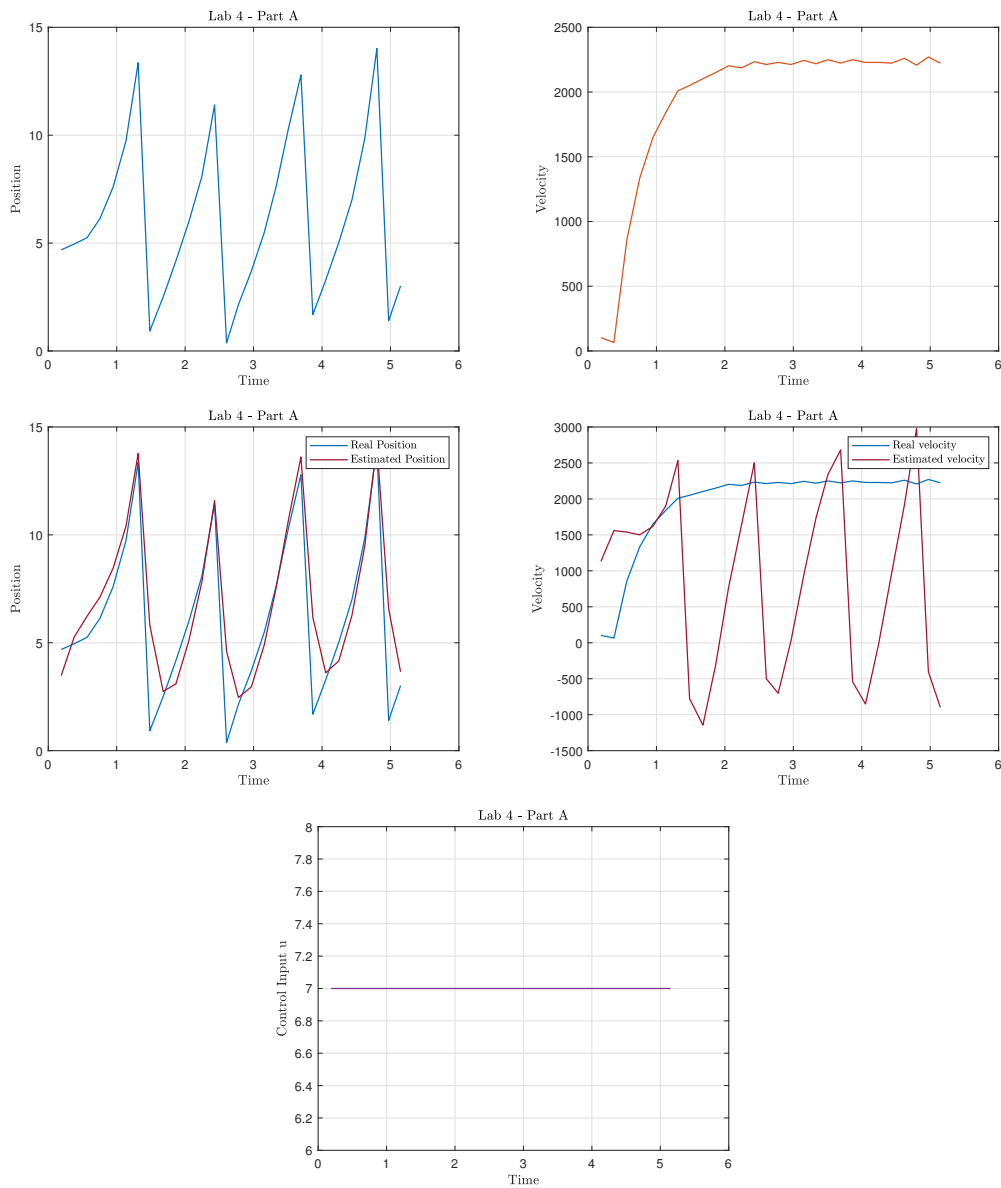 Lab 4 - Part A
Position
15
10
5
0
0 1 2 3 4 5 6
Time
Lab 4 - Part A
Velocity
2500
2000
1500
1000
500
0
0 1 2 3 4 5 6
Time
Lab 4 - Part A
Real Position
Estimated Position
Position
15
10
5
0
0 1 2 3 4 5 6
Time
Lab 4 - Part A
Real velocity
Estimated velocity
Velocity
3000
2500
2000
1500
1000
500
0
-500
-1000
-1500
0 1 2 3 4 5 6
Time
Lab 4 - Part A
Control Input u
8
7.8
7.6
7.4
7.2
7
6.8
6.6
6.4
6.2
6
0 1 2 3 4 5 6
Time